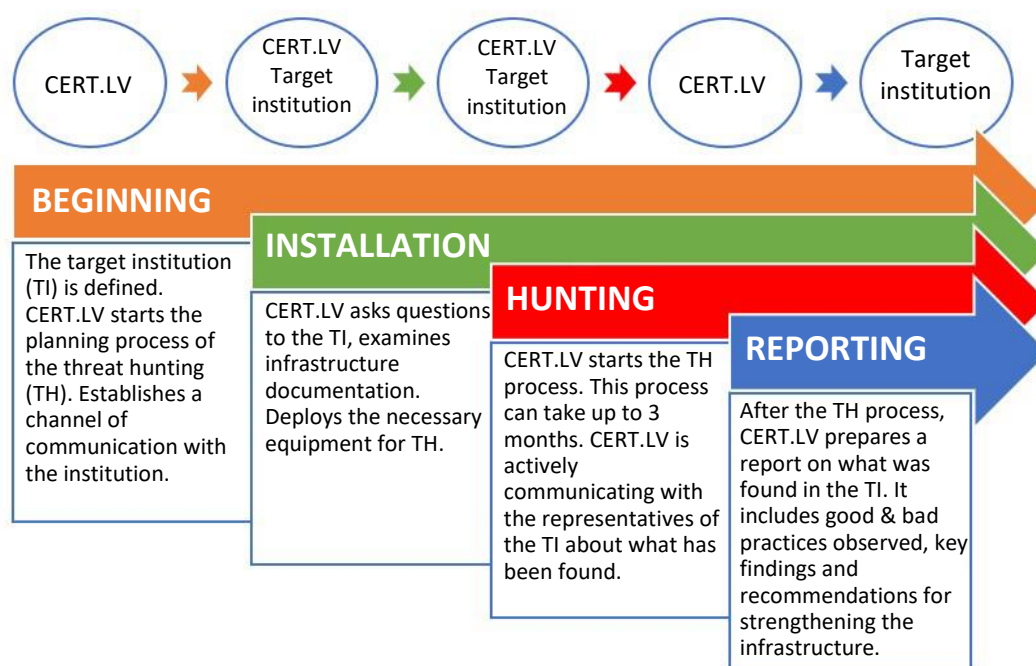 CERT.LV
CERT.LV
Target
institution
CERT.LV
Target
institution
CERT.LV
Target
institution
BEGINNING
The target institution
(TI) is defined.
CERT.LV starts the
planning process of
the threat hunting
(TH). Establishes a
channel of
communication with
the institution.
INSTALLATION
CERT.LV asks questions
to the TI, examines
infrastructure
documentation.
Deploys the necessary
equipment for TH.
HUNTING
CERT.LV starts the TH
process. This process
can take up to 3
months. CERT.LV is
actively
communicating with
the representatives of
the TI about what has
been found.
REPORTING
After the TH process,
CERT.LV prepares a
report on what was
found in the TI. It
includes good & bad
practices observed, key
findings and
recommendations for
strengthening the
infrastructure.